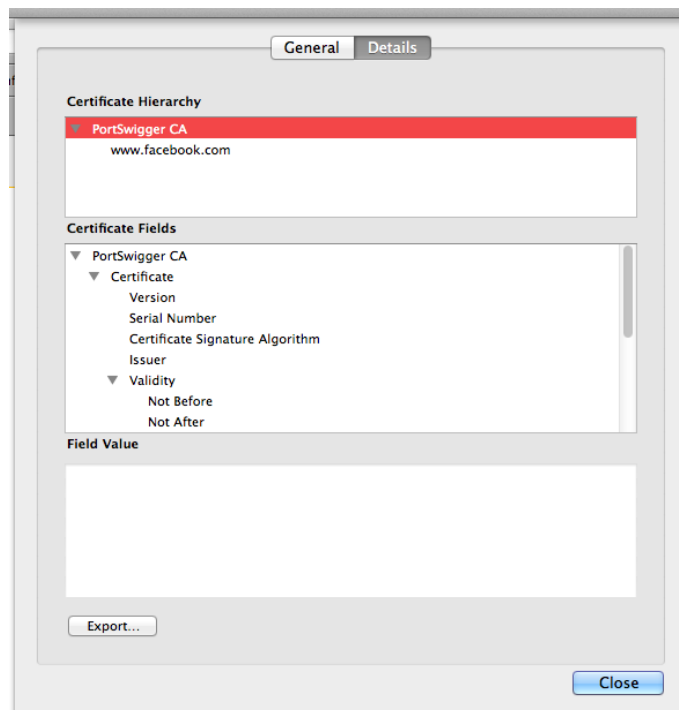 General Details
Certificate Hierarchy
PortSwigger CA
www.facebook.com
Certificate Fields
PortSwigger CA
Certificate
Version
Serial Number
Certificate Signature Algorithm
Issuer
Validity
Not Before
Not After
Field Value
Export...
Close